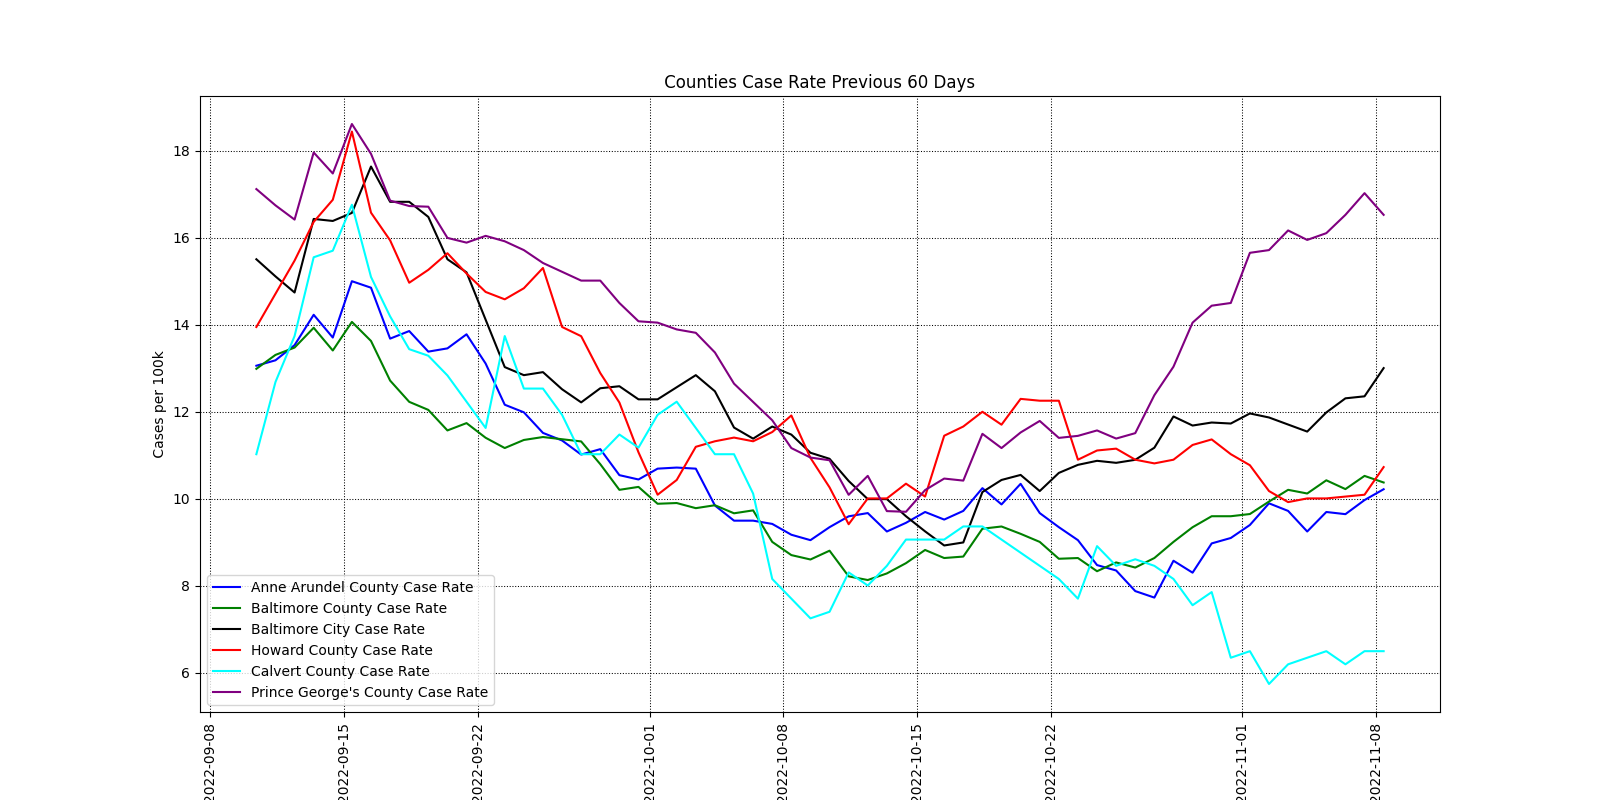 Counties Case Rate Previous 60 Days
Cases per 100k
18
16
14
12
10
8
6
Anne Arundel County Case Rate
Baltimore County Case Rate
Baltimore City Case Rate
Howard County Case Rate
Calvert County Case Rate
Prince George's County Case Rate
2022-09-08
2022-09-15
2022-09-22
2022-10-01
2022-10-08
2022-10-15
2022-10-22
2022-11-01
2022-11-08